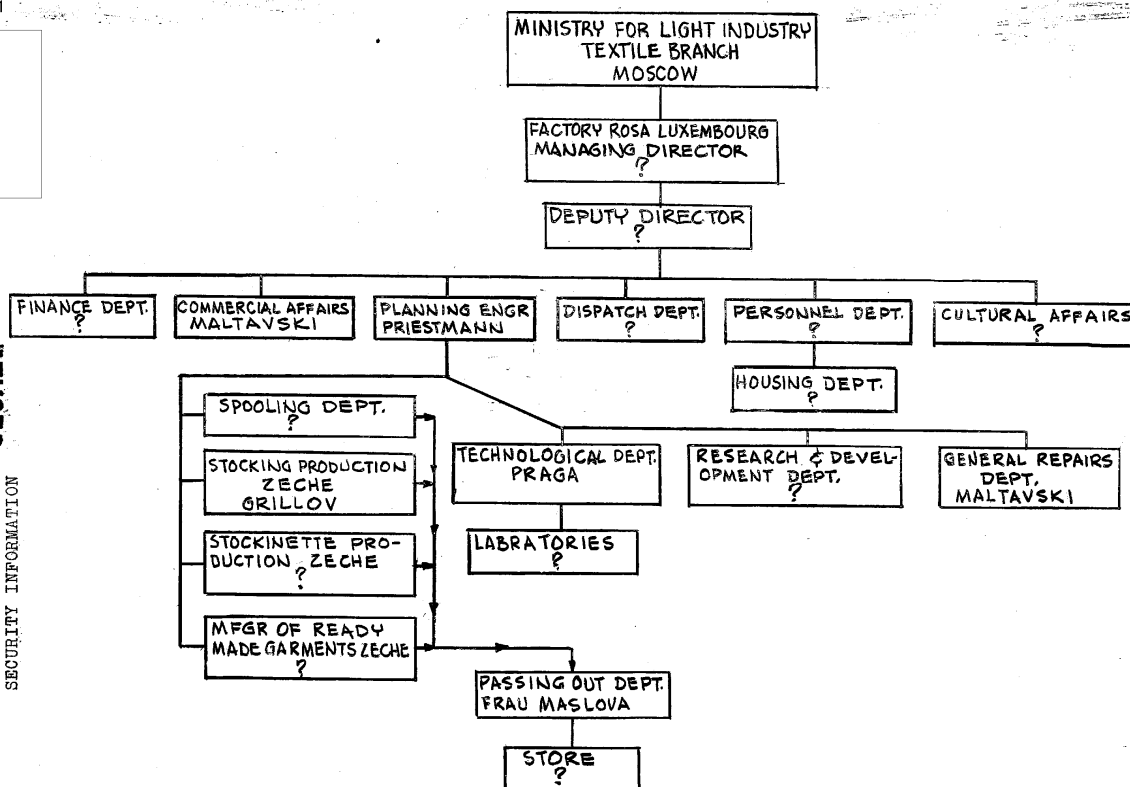 MINISTRY FOR LIGHT INDUSTRY
TEXTILE BRANCH
MOSCOW
FACTORY ROSA LUXEMBOURG
MANAGING DIRECTOR
?
DEPUTY DIRECTOR
?
FINANCE DEPT.
?
COMMERCIAL AFFAIRS
MALTAVSKI
PLANNING ENGR
PRIESTMANN
DISPATCH DEPT.
?
PERSONNEL DEPT.
?
CULTURAL AFFAIRS
?
HOUSING DEPT.
?
SPOOLING DEPT.
?
STOCKING PRODUCTION
ZECHE
GRILLOV
STOCKINETTE PRO-
DUCTION ZECHE
?
MFGR OF READY
MADE GARMENTS ZECHE
?
TECHNOLOGICAL DEPT.
PRAGA
RESEARCH & DEVEL-
OPMENT DEPT.
?
GENERAL REPAIRS
DEPT.
MALTAVSKI
LABRATORIES
?
PASSING OUT DEPT.
FRAU MASLOVA
STORE
?
SECURITY INFORMATION